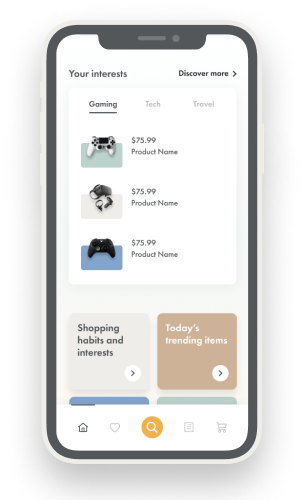 Your interests
Discover more
Gaming
Tech
Travel
$75.99
Product Name
$75.99
Product Name
$75.99
Product Name
Shopping
habits and
interests
Today's
trending items